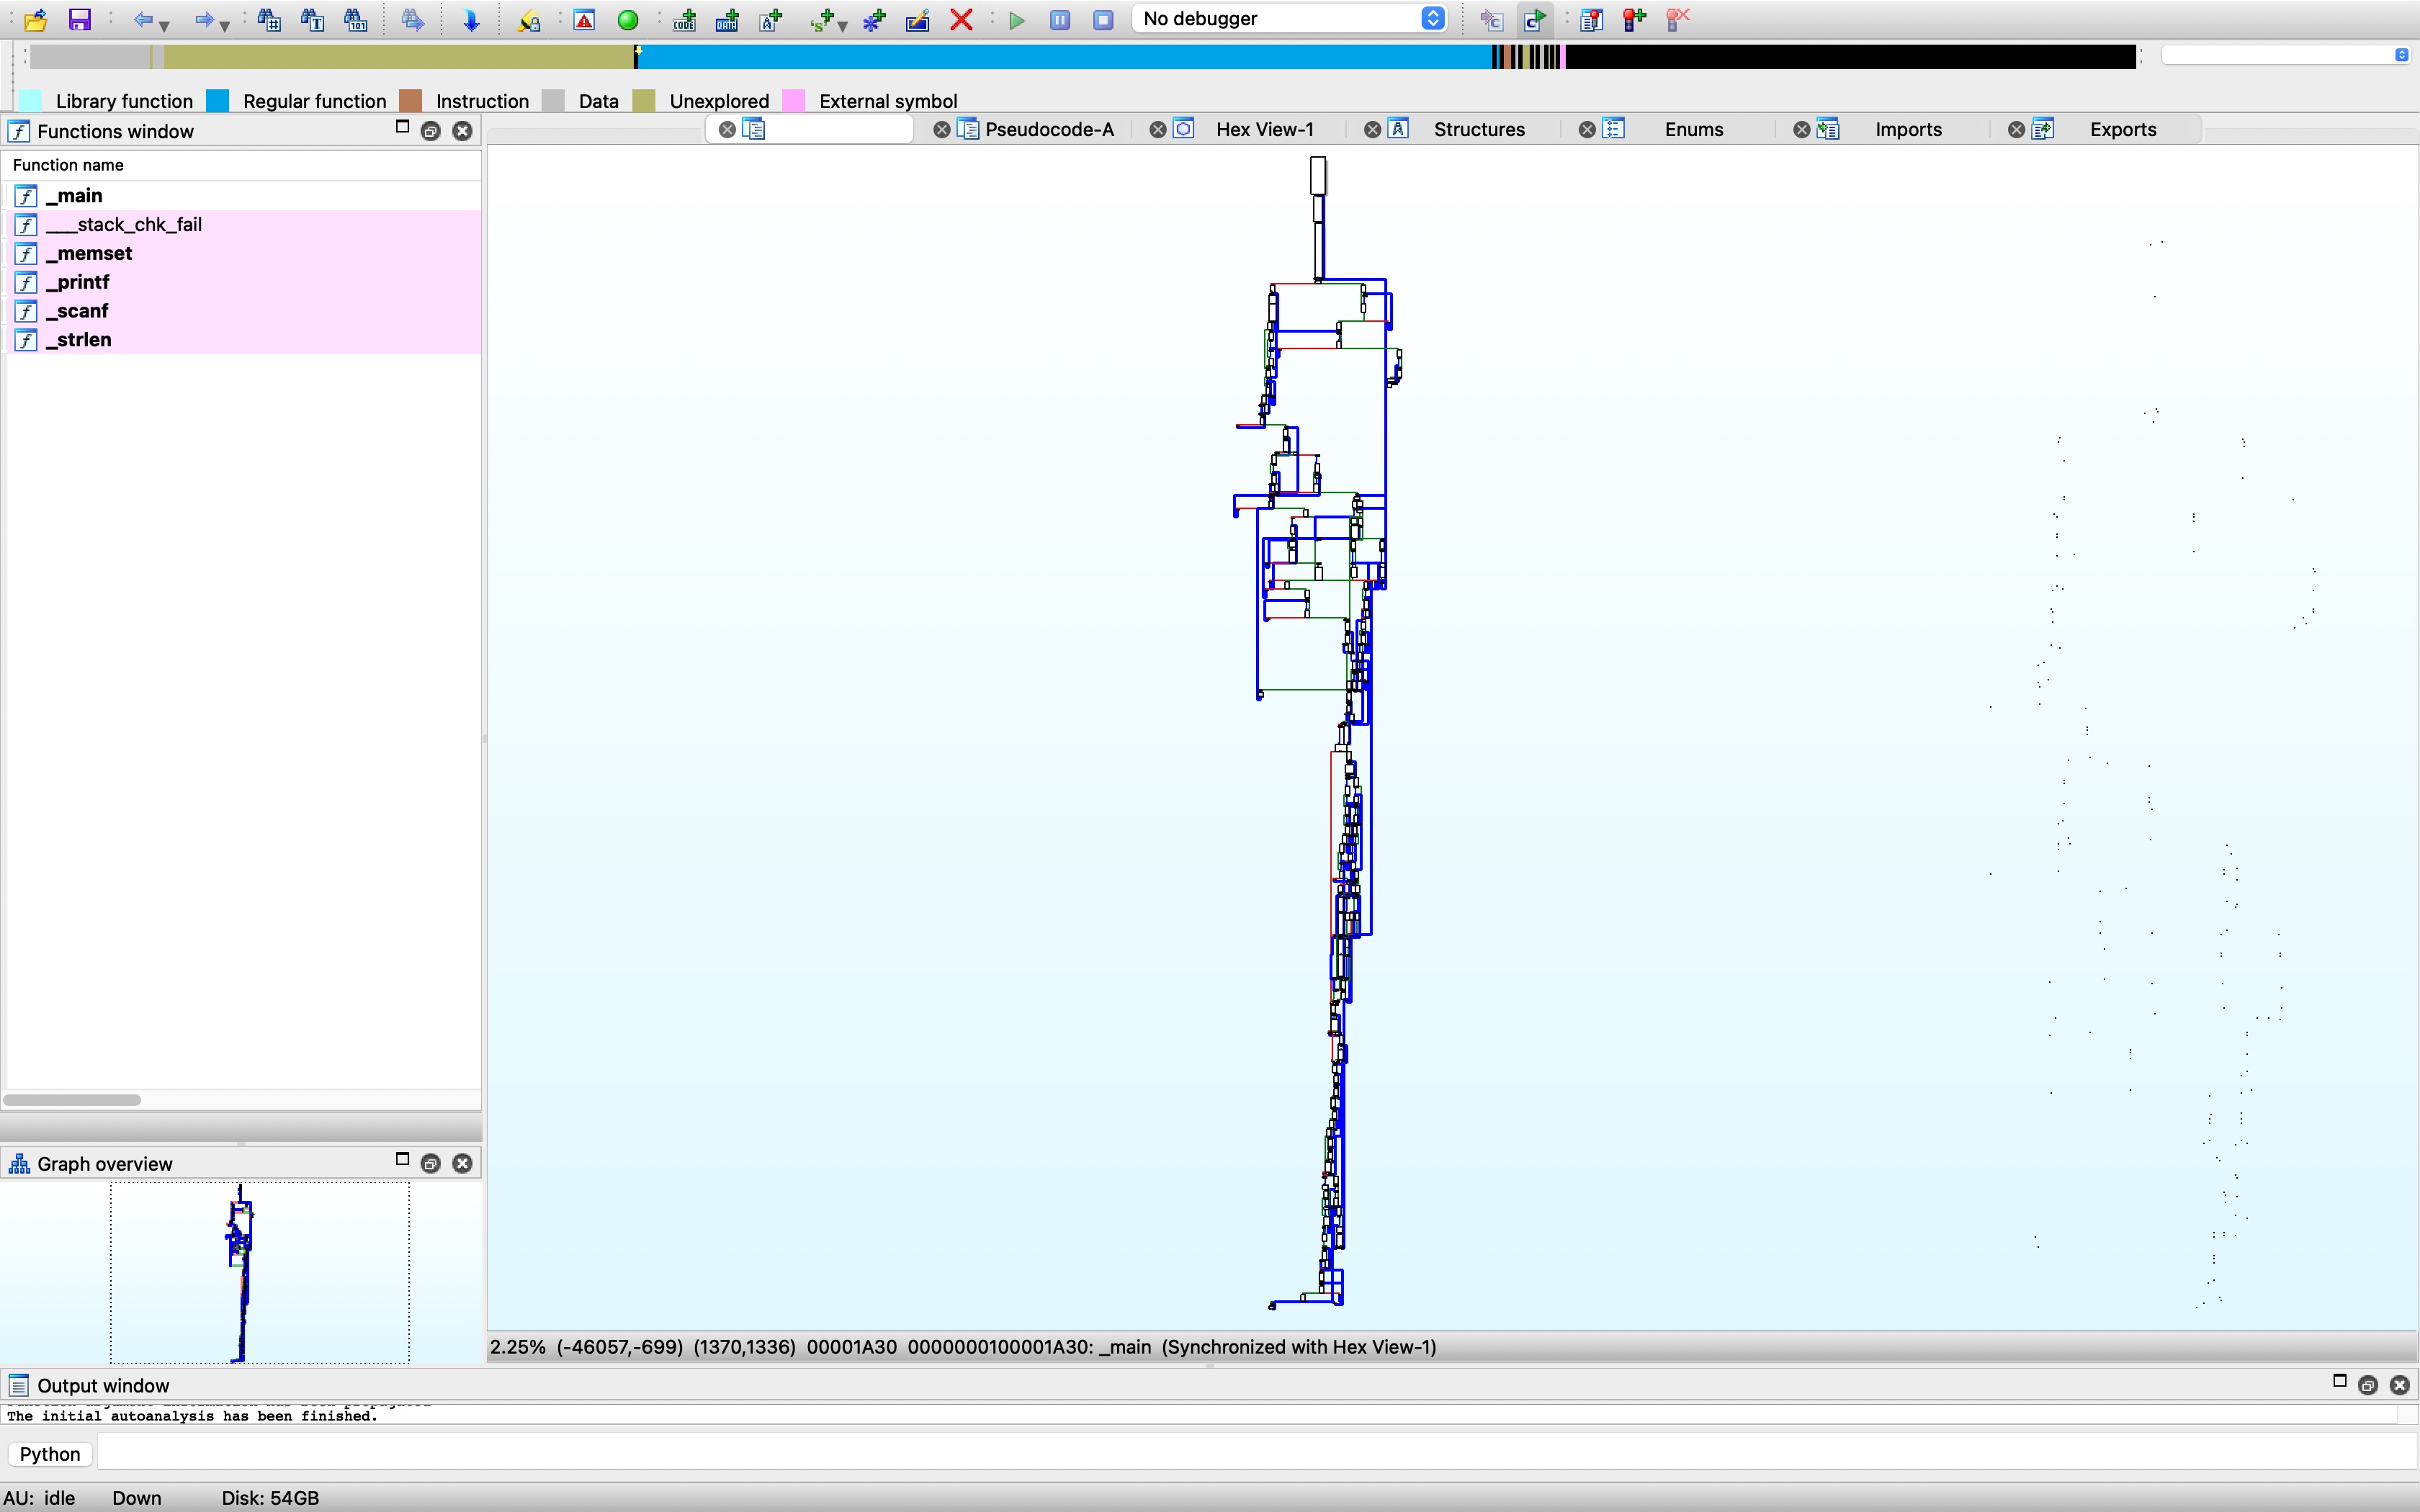 No debugger
Library function Regular function Instruction Data Unexplored External symbol
Functions window
Pseudocode-A Hex View-1 Structures Enums Imports Exports
Function name
_main
___stack_chk_fail
_memset
_printf
_scanf
_strlen
Graph overview
2.25% (-46057,-699) (1370,1336) 00001A30 0000000100001A30: _main (Synchronized with Hex View-1)
Output window
The initial autoanalysis has been finished.
Python
AU: idle Down Disk: 54GB